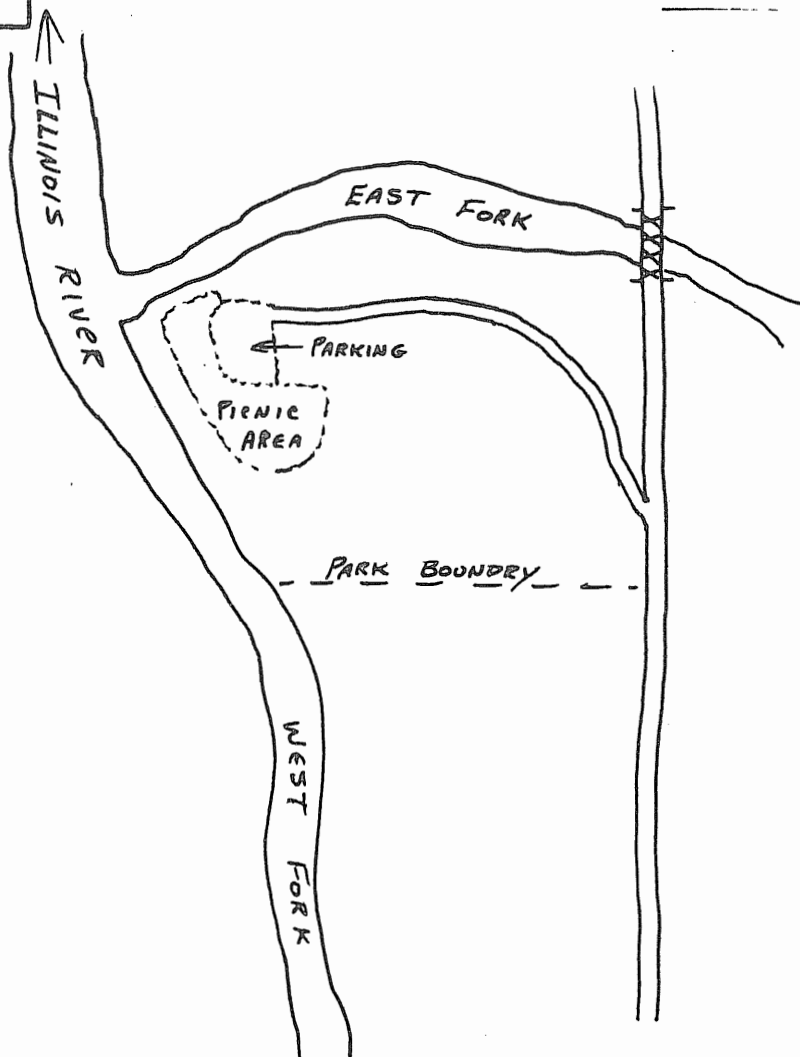 ILLINOIS RIVER
EAST FORK
PARKING
PICNIC
AREA
PARK BOUNDRY
WEST FORK